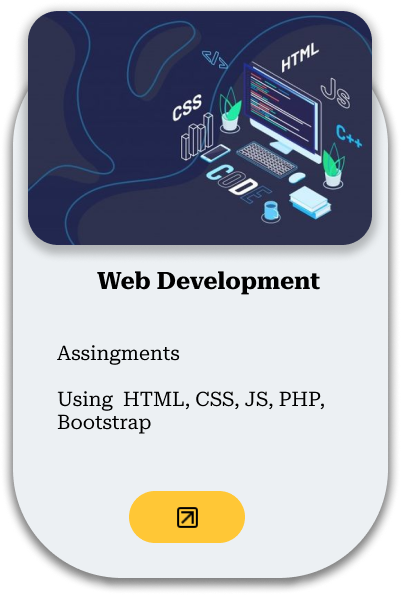 </>
HTML
JS
CSS
C++
CODE
Web Development
Assingments
Using HTML, CSS, JS, PHP,
Bootstrap